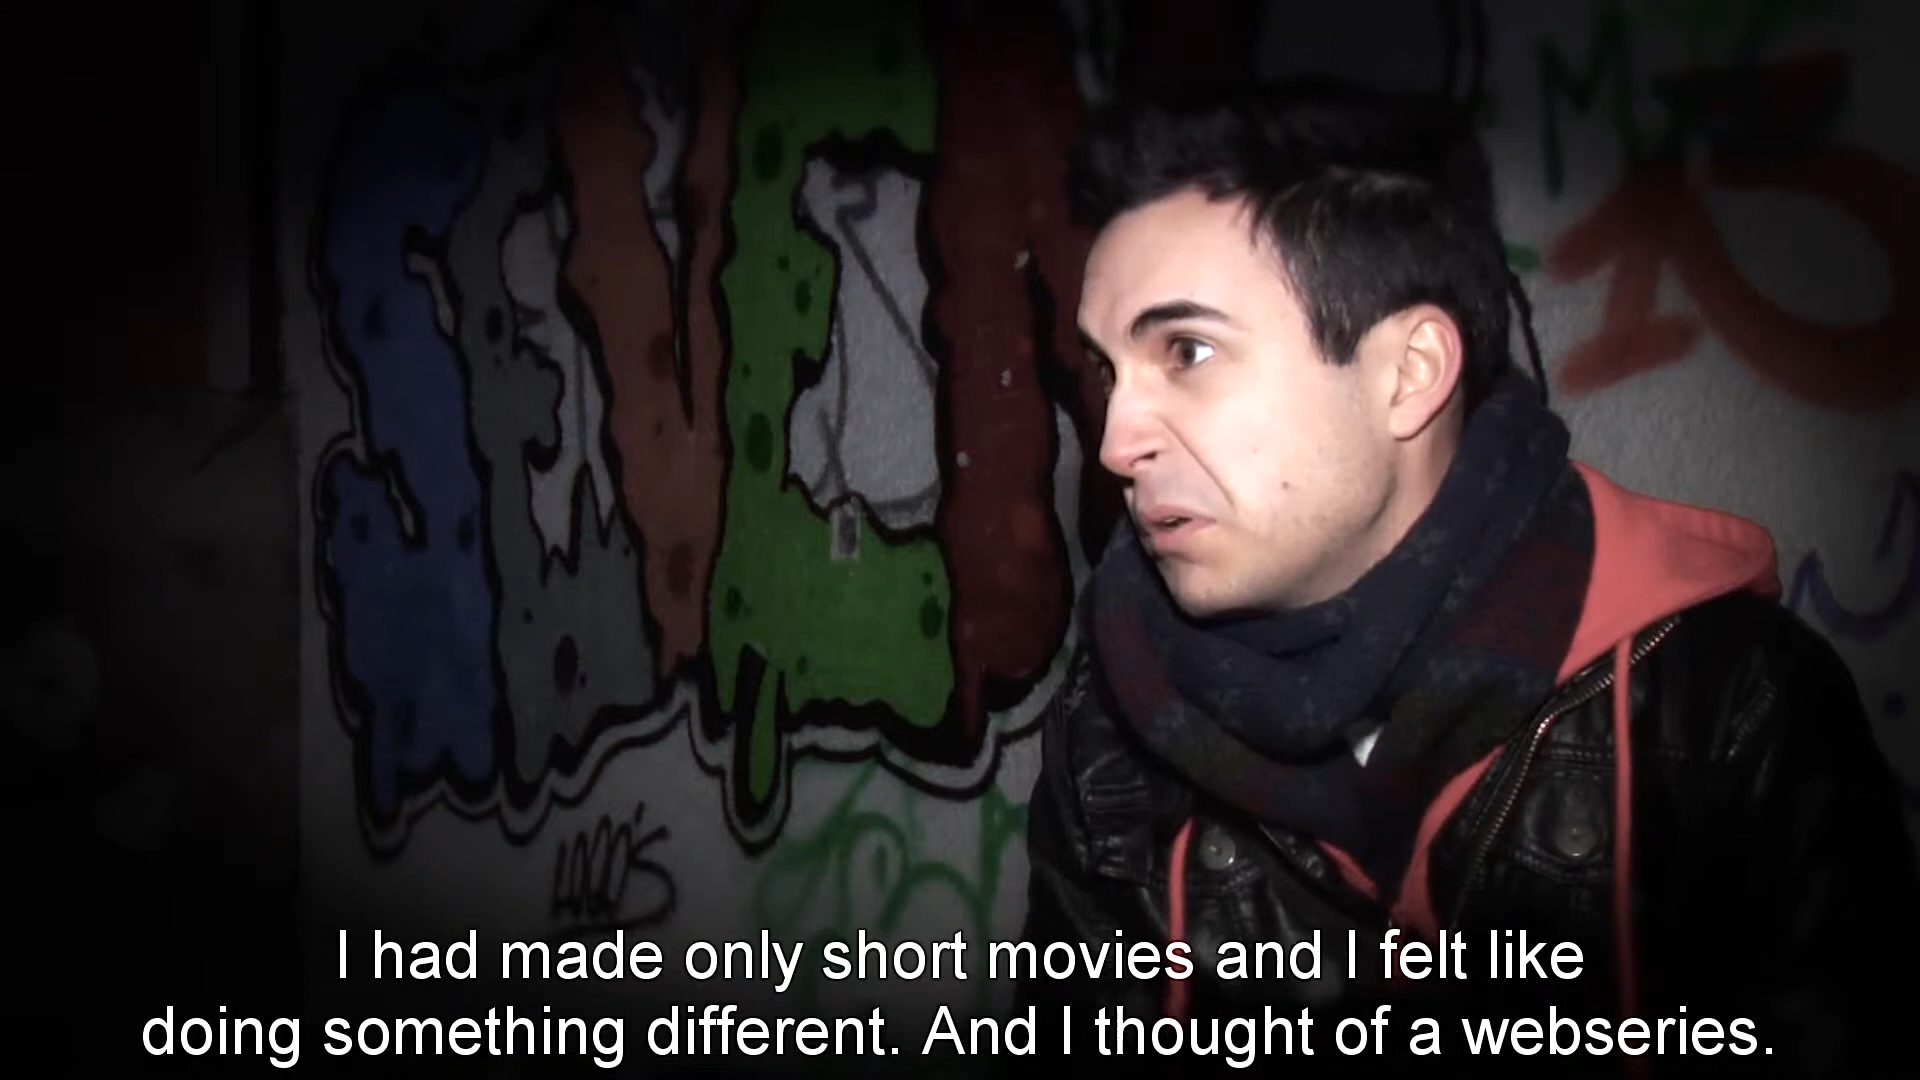 I had made only short movies and I felt like
doing something different. And I thought of a webseries.